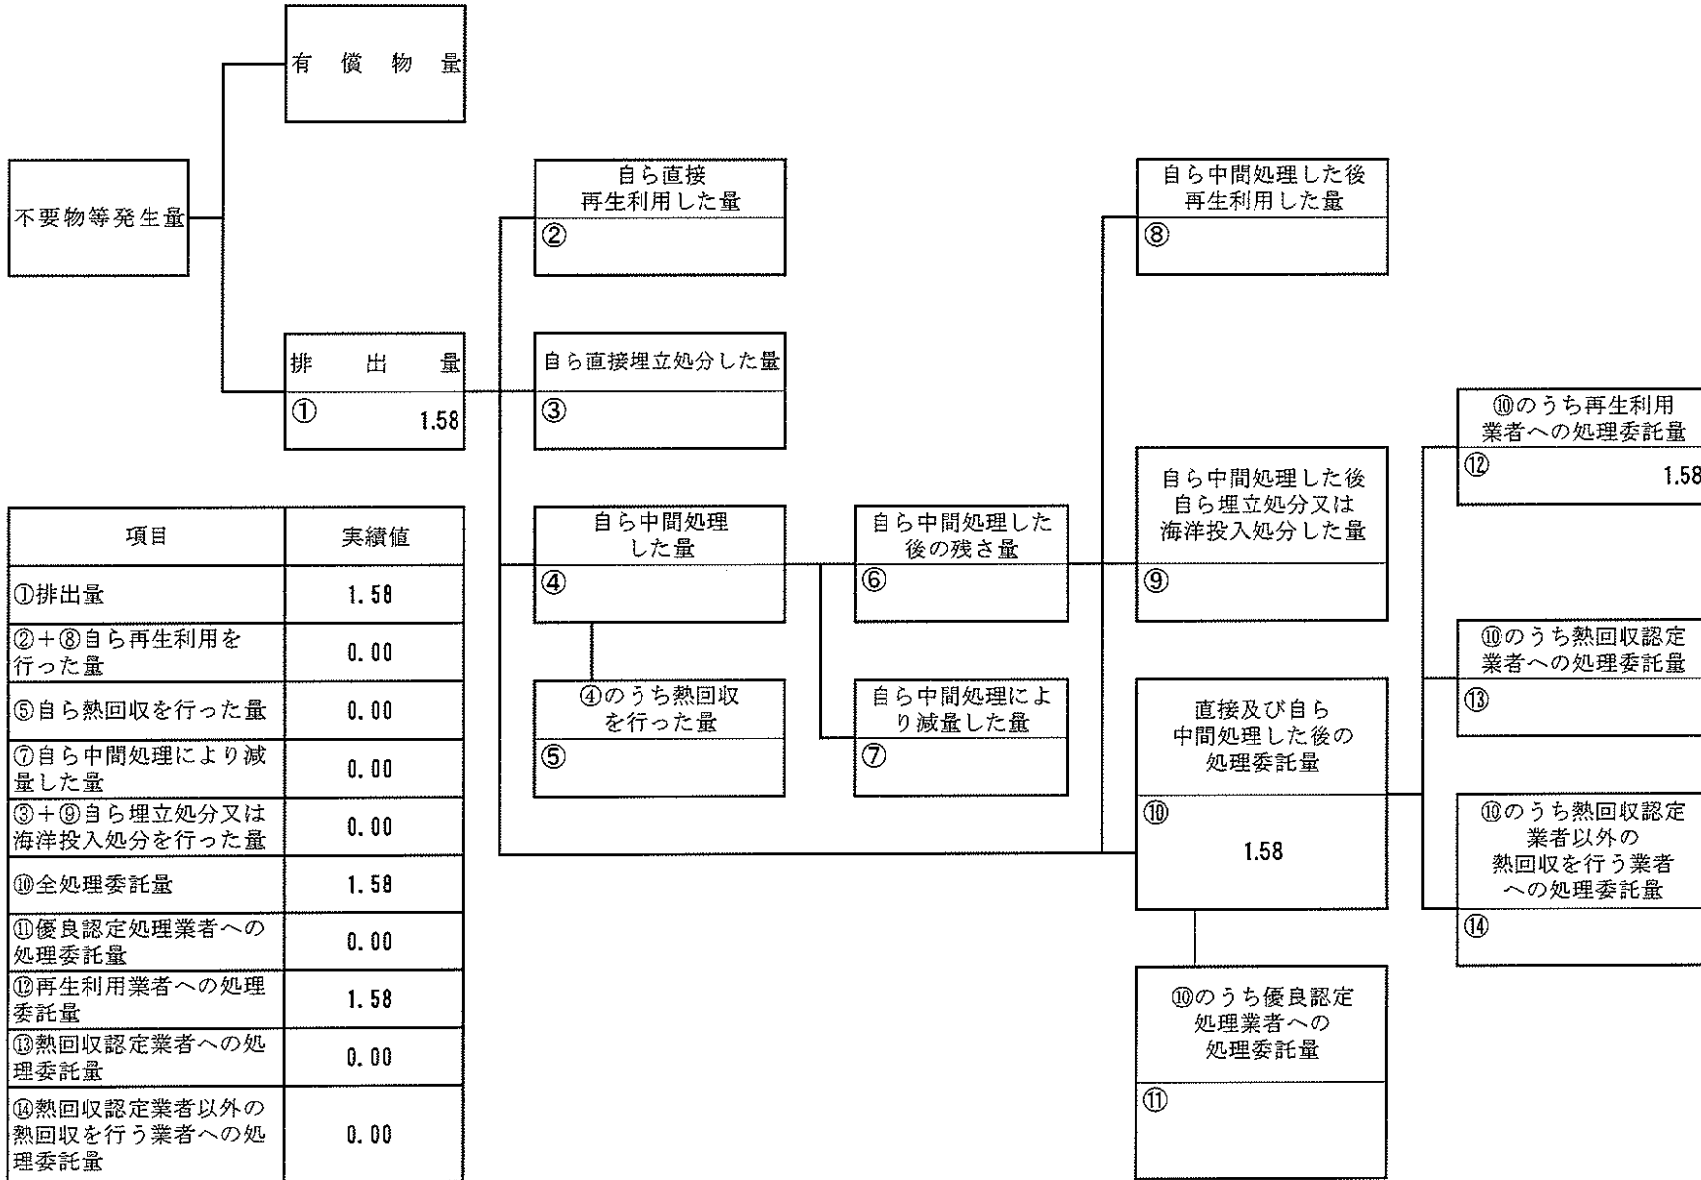 有償物量
不要物等発生量
排出量
① 1.58
自ら直接
再生利用した量
②
自ら直接埋立処分した量
③
自ら中間処理
した量
④
④のうち熱回収
を行った量
⑤
自ら中間処理した
後の残さ量
⑥
自ら中間処理によ
り減量した量
⑦
自ら中間処理した後
再生利用した量
⑧
自ら中間処理した後
自ら埋立処分又は
海洋投入処分した量
⑨
直接及び自ら
中間処理した後の
処理委託量
⑩
1.58
⑩のうち優良認定
処理業者への
処理委託量
⑪
⑩のうち再生利用
業者への処理委託量
⑫ 1.58
⑩のうち熱回収認定
業者への処理委託量
⑬
⑩のうち熱回収認定
業者以外の
熱回収を行う業者
への処理委託量
⑭
項目 実績値
①排出量 1.58
②+⑧自ら再生利用を
行った量 0.00
⑤自ら熱回収を行った量 0.00
⑦自ら中間処理により減
量した量 0.00
③+⑨自ら埋立処分又は
海洋投入処分を行った量 0.00
⑩全処理委託量 1.58
⑪優良認定処理業者への
処理委託量 0.00
⑫再生利用業者への処理
委託量 1.58
⑬熱回収認定業者への処
理委託量 0.00
⑭熱回収認定業者以外の
熱回収を行う業者への処
理委託量 0.00